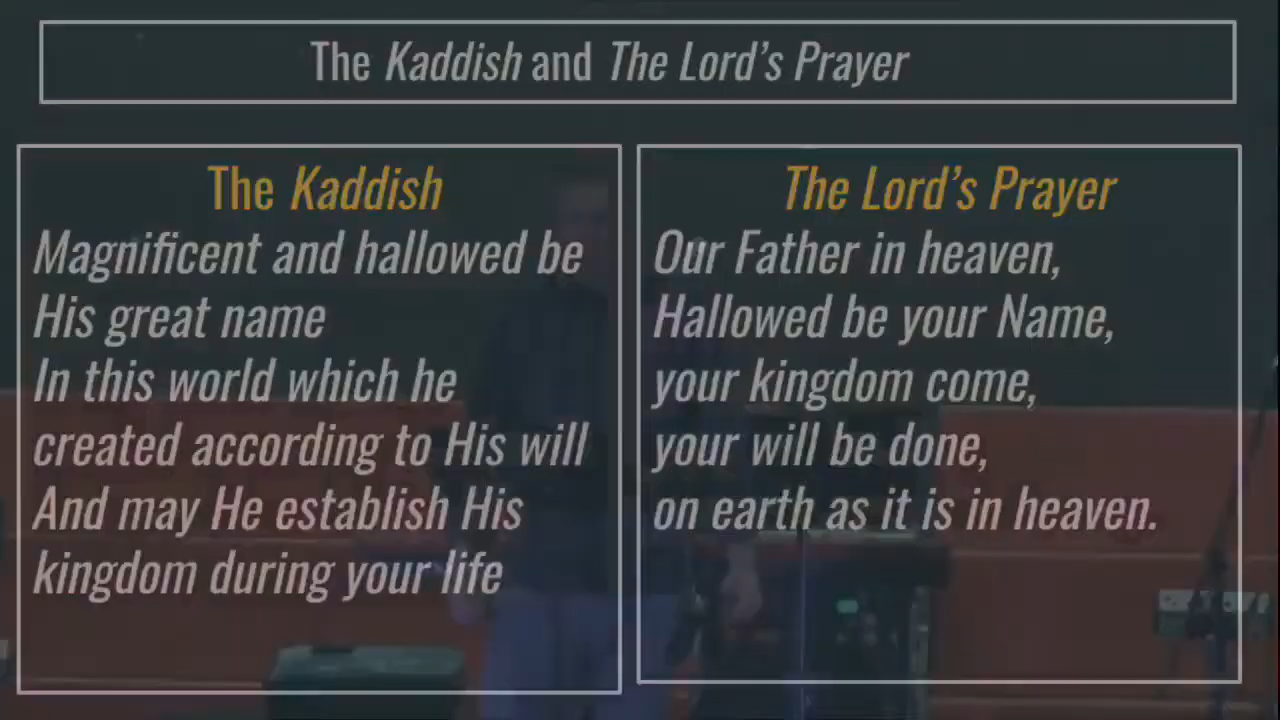 The Kaddish and The Lord’s Prayer
The Kaddish
Magnificent and hallowed be
His great name
In this world which he
created according to His will
And may He establish His
kingdom during your life
The Lord’s Prayer
Our Father in heaven,
Hallowed be your Name,
your kingdom come,
your will be done,
on earth as it is in heaven.